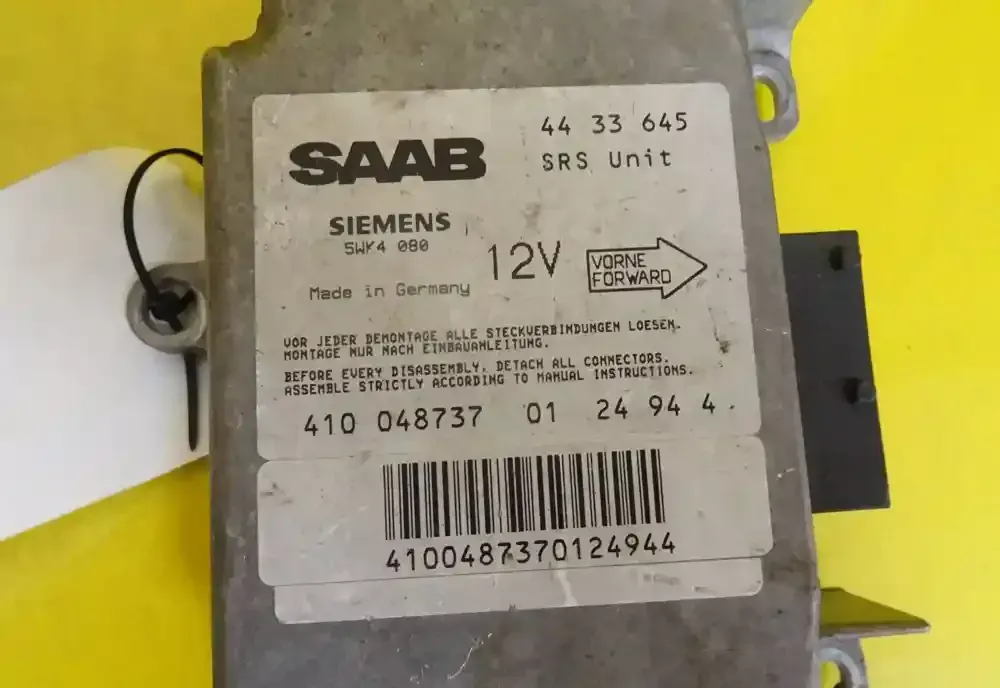 SAAB
44 33 645
SRS Unit
SIEMENS
5WK4 080
12V
VORNE
FORWARD
Made in Germany
VOR JEDER DEMONTAGE ALLE STECKVERBINDUNGEN LOESEN.
MONTAGE NUR NACH EINBAUANLEITUNG.
BEFORE EVERY DISASSEMBLY, DETACH ALL CONNECTORS.
ASSEMBLE STRICTLY ACCORDING TO MANUAL INSTRUCTIONS.
410 048737 01 24 94 4
4100487370124944